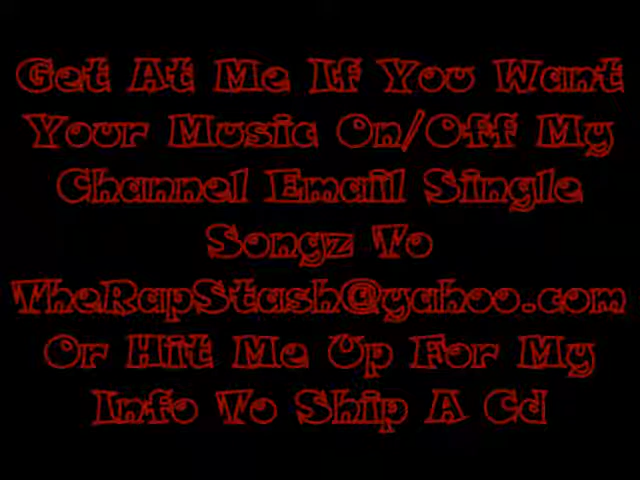 Get At Me If You Want
Your Music On/Off My
Channel Email Single
Songz To
TheRapStash@yahoo.com
Or Hit Me Up For My
Info To Ship A Cd